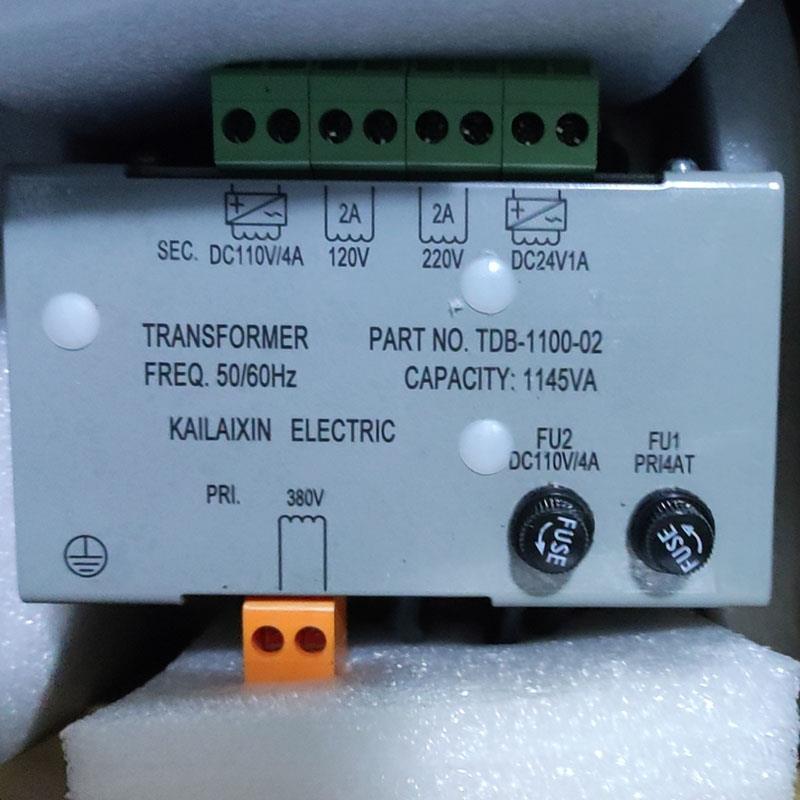 2A 2A
SEC. DC110V/4A 120V 220V DC24V1A
TRANSFORMER PART NO. TDB-1100-02
FREQ. 50/60Hz CAPACITY: 1145VA
KAILAIXIN ELECTRIC
FU2 FU1
DC110V/4A PRI4AT
PRI. 380V
FUSE FUSE